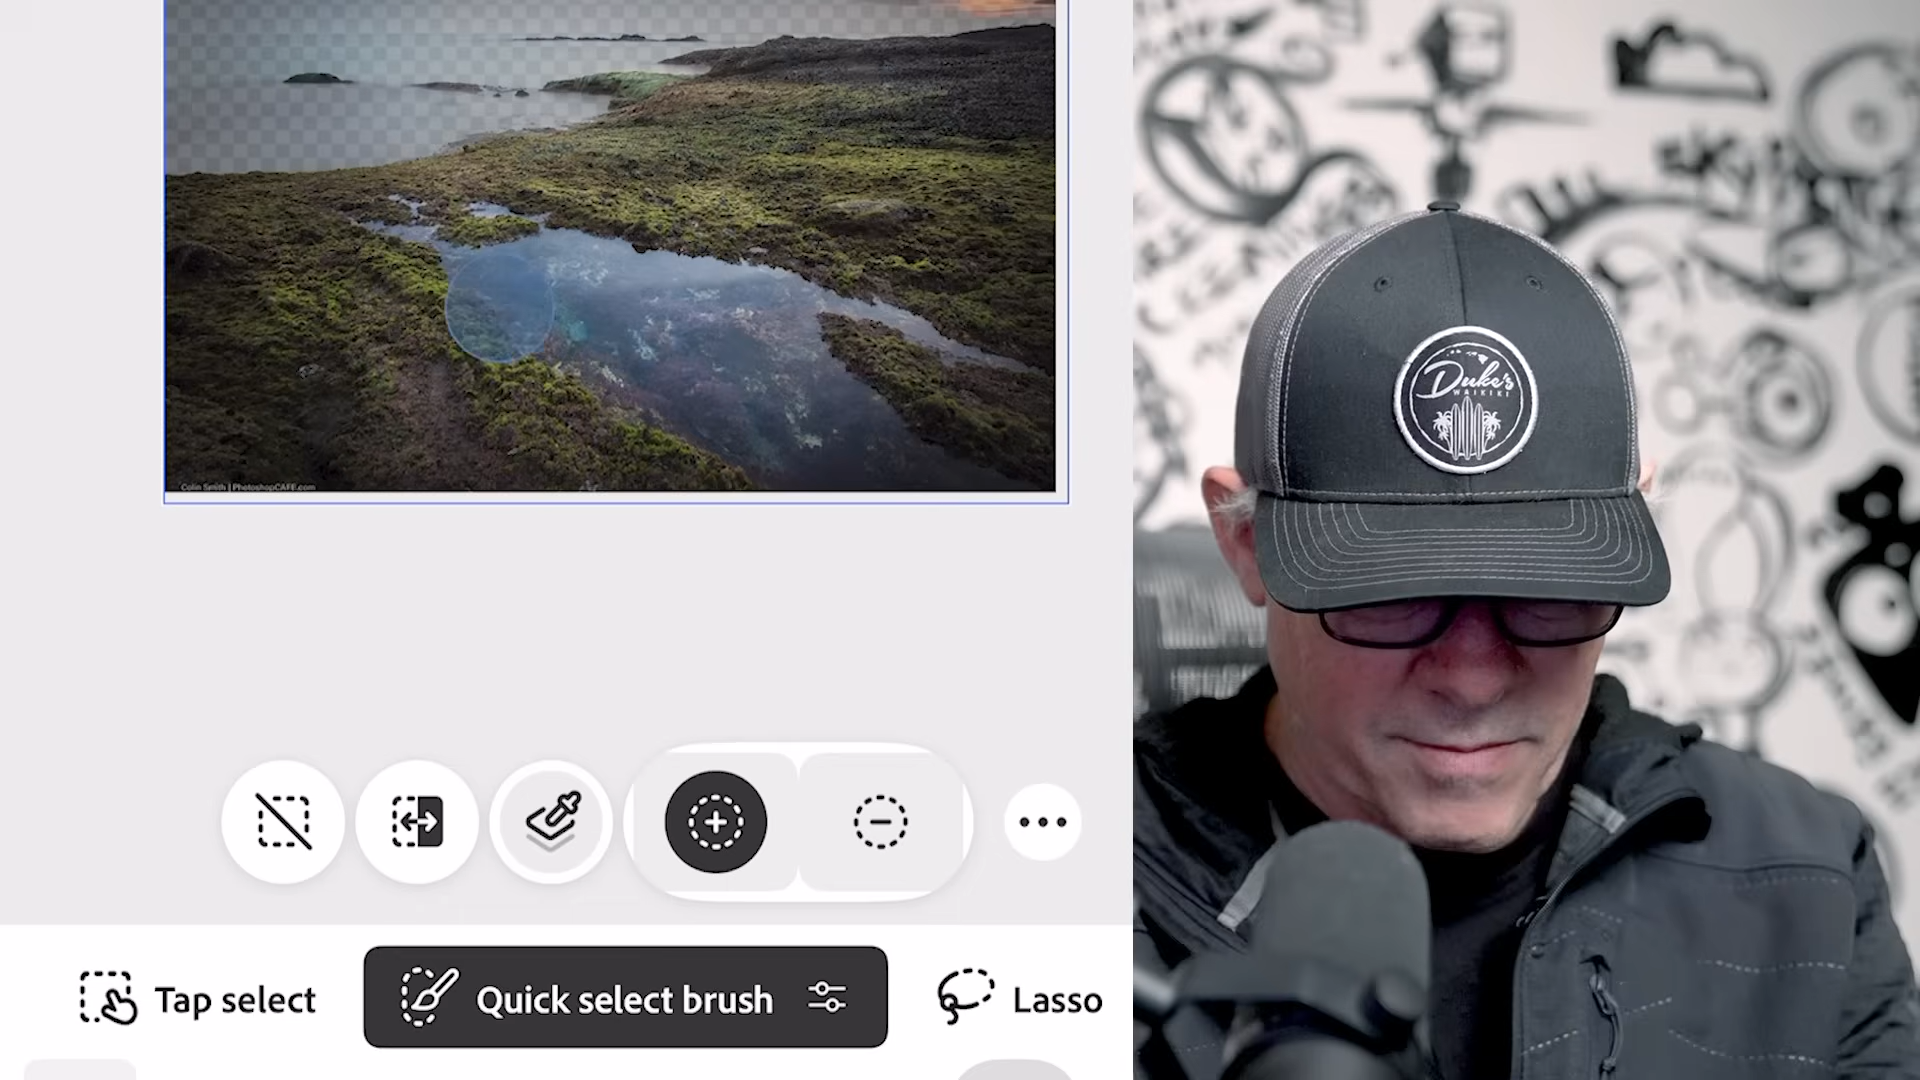 Colin Smith | PhotoshopCAFE.com
Duke's
WAIKIKI
Tap select
Quick select brush
Lasso